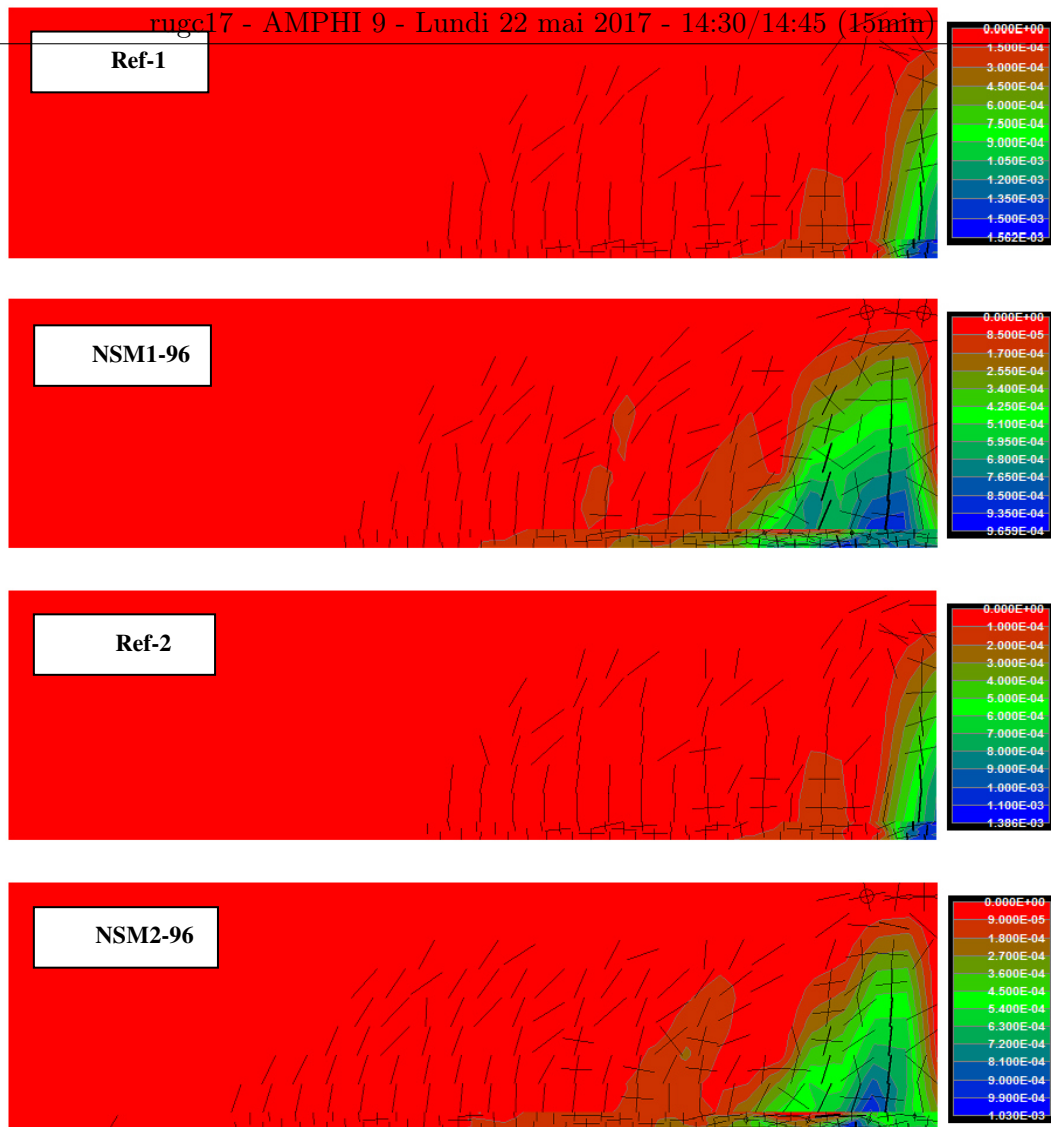 rugc17 - AMPHI 9 - Lundi 22 mai 2017 - 14:30/14:45 (15min)
Ref-1
0.000E+00
1.500E-04
3.000E-04
4.500E-04
6.000E-04
7.500E-04
9.000E-04
1.050E-03
1.200E-03
1.350E-03
1.500E-03
1.562E-03
NSM1-96
0.000E+00
8.500E-05
1.700E-04
2.550E-04
3.400E-04
4.250E-04
5.100E-04
5.950E-04
6.800E-04
7.650E-04
8.500E-04
9.350E-04
9.659E-04
Ref-2
0.000E+00
1.000E-04
2.000E-04
3.000E-04
4.000E-04
5.000E-04
6.000E-04
7.000E-04
8.000E-04
9.000E-04
1.000E-03
1.100E-03
1.386E-03
NSM2-96
0.000E+00
9.000E-05
1.800E-04
2.700E-04
3.600E-04
4.500E-04
5.400E-04
6.300E-04
7.200E-04
8.100E-04
9.000E-04
9.900E-04
1.030E-03